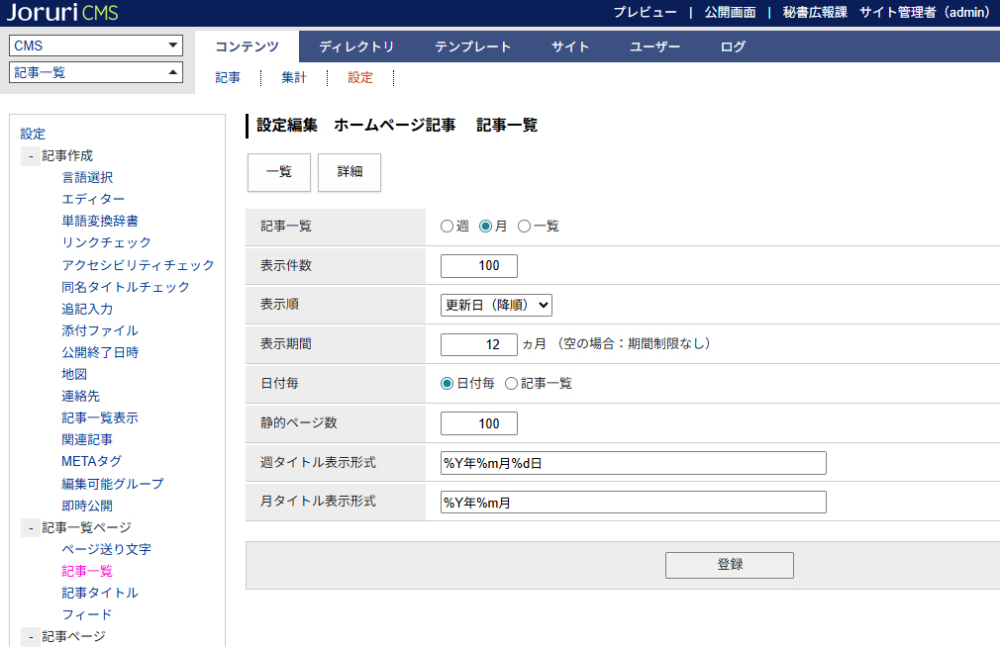 Joruri CMS
プレビュー | 公開画面 | 秘書広報課 サイト管理者（admin）
CMS
記事一覧
コンテンツ ディレクトリ テンプレート サイト ユーザー ログ
記事 集計 設定
設定
- 記事作成
言語選択
エディター
単語変換辞書
リンクチェック
アクセシビリティチェック
同名タイトルチェック
追記入力
添付ファイル
公開終了日時
地図
連絡先
記事一覧表示
関連記事
METAタグ
編集可能グループ
即時公開
- 記事一覧ページ
ページ送り文字
記事一覧
記事タイトル
フィード
- 記事ページ
設定編集 ホームページ記事 記事一覧
一覧 詳細
記事一覧 週 月 一覧
表示件数 100
表示順 更新日（降順）
表示期間 12 ヵ月 （空の場合：期間制限なし）
日付毎 日付毎 記事一覧
静的ページ数 100
週タイトル表示形式 %Y年%m月%d日
月タイトル表示形式 %Y年%m月
登録